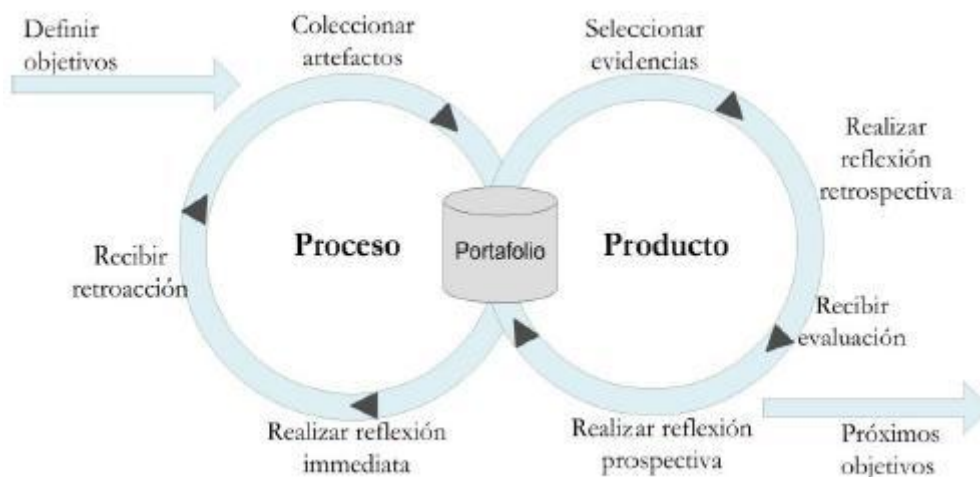 Definir
objetivos
Coleccionar
artefactos
Seleccionar
evidencias
Realizar
reflexión
retrospectiva
Proceso
Portafolio
Producto
Recibir
retroacción
Recibir
evaluación
Realizar reflexión
immediata
Realizar reflexión
prospectiva
Próximos
objetivos